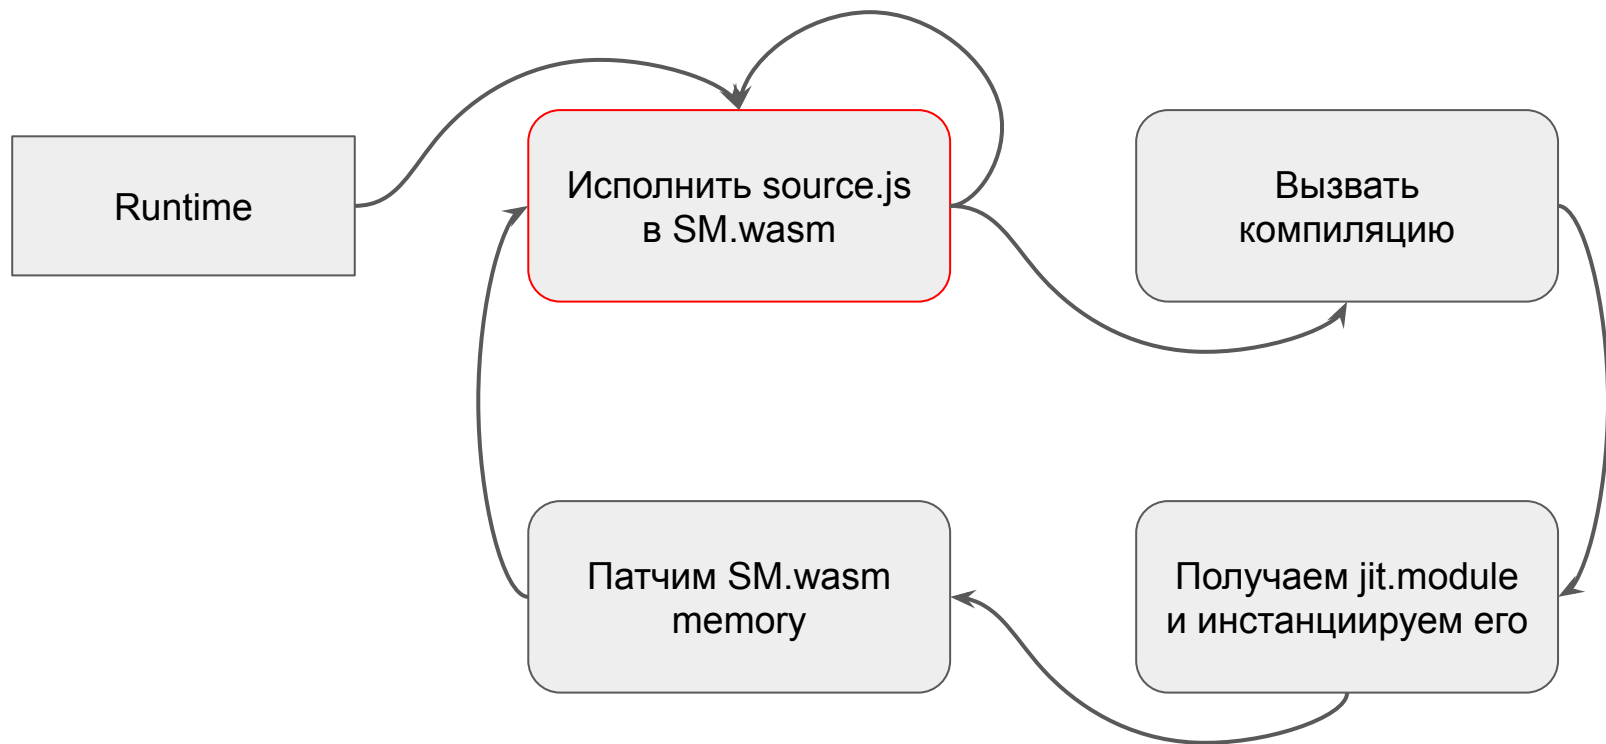 Runtime
Исполнить source.js
в SM.wasm
Вызвать
компиляцию
Патчим SM.wasm
memory
Получаем jit.module
и инстанциируем его